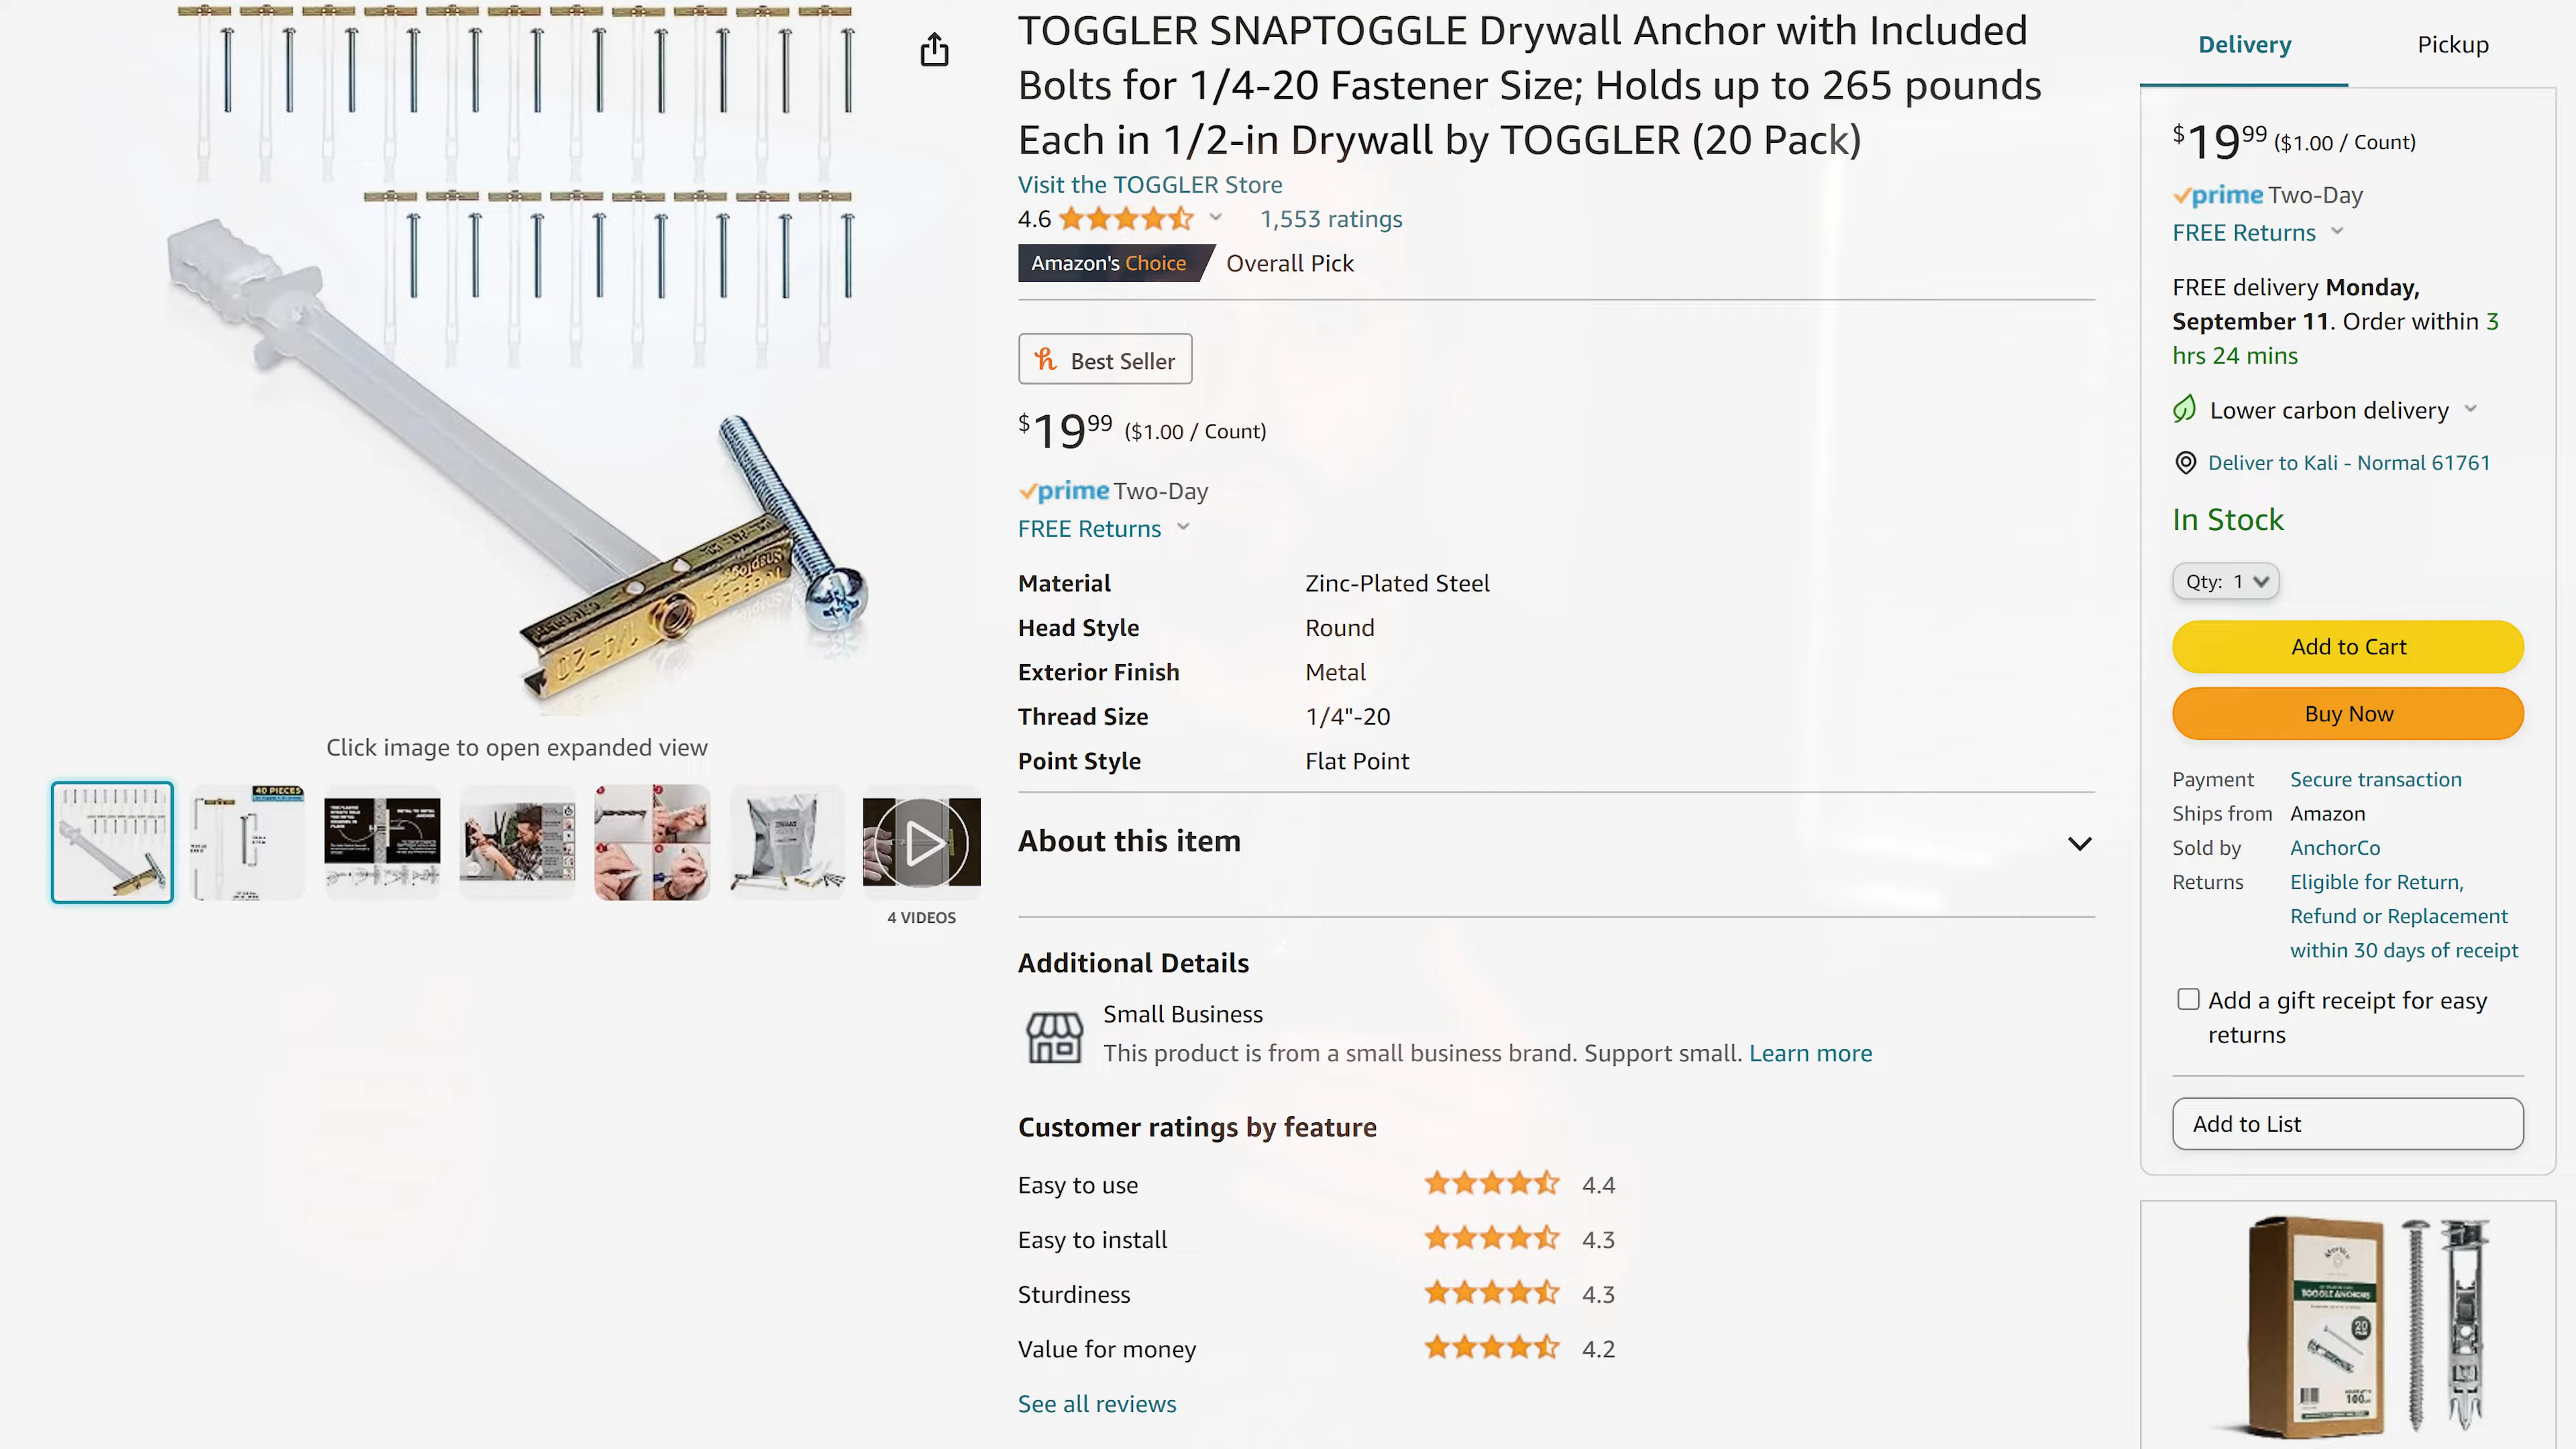 TOGGLER SNAPTOGGLE Drywall Anchor with Included
Bolts for 1/4-20 Fastener Size; Holds up to 265 pounds
Each in 1/2-in Drywall by TOGGLER (20 Pack)
Visit the TOGGLER Store
4.6
1,553 ratings
Amazon's Choice
Overall Pick
Best Seller
$19.99 ($1.00 / Count)
prime Two-Day
FREE Returns
Material Zinc-Plated Steel
Head Style Round
Exterior Finish Metal
Thread Size 1/4"-20
Point Style Flat Point
About this item
Additional Details
Small Business
This product is from a small business brand. Support small. Learn more
Customer ratings by feature
Easy to use 4.4
Easy to install 4.3
Sturdiness 4.3
Value for money 4.2
See all reviews
1/4-20
Click image to open expanded view
40 PIECES
4 VIDEOS
Delivery Pickup
$19.99 ($1.00 / Count)
prime Two-Day
FREE Returns
FREE delivery Monday,
September 11. Order within 3
hrs 24 mins
Lower carbon delivery
Deliver to Kali - Normal 61761
In Stock
Qty: 1
Add to Cart
Buy Now
Payment Secure transaction
Ships from Amazon
Sold by AnchorCo
Returns Eligible for Return,
Refund or Replacement
within 30 days of receipt
Add a gift receipt for easy
returns
Add to List
TOGGLE ANCHORS
20